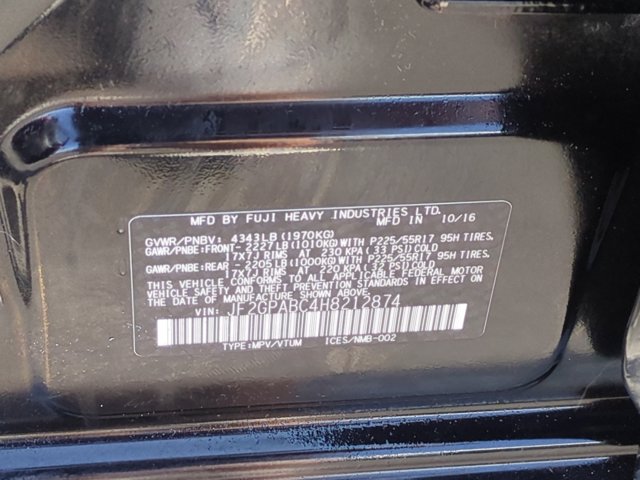 MFD BY FUJI HEAVY INDUSTRIES LTD.
MFD IN 10/16
GVWR/PNBV: 4343LB(1970KG)
GAWR/PNBE:FRONT-2227LB(1010KG)WITH P225/55R17 95H TIRES.
17X7J RIMS AT 230 KPA(33 PSI)COLD
GAWR/PNBE:REAR -2205LB(1000KG)WITH P225/55R17 95H TIRES.
17X7J RIMS AT 220 KPA(32 PSI)COLD
THIS VEHICLE CONFORMS TO ALL APPLICABLE FEDERAL MOTOR
VEHICLE SAFETY AND THEFT PREVENTION STANDARDS IN EFFECT ON
THE DATE OF MANUFACTURE SHOWN ABOVE.
VIN: JF2GPABC4H8212874
TYPE:MPV/VTUM ICES/NMB-002